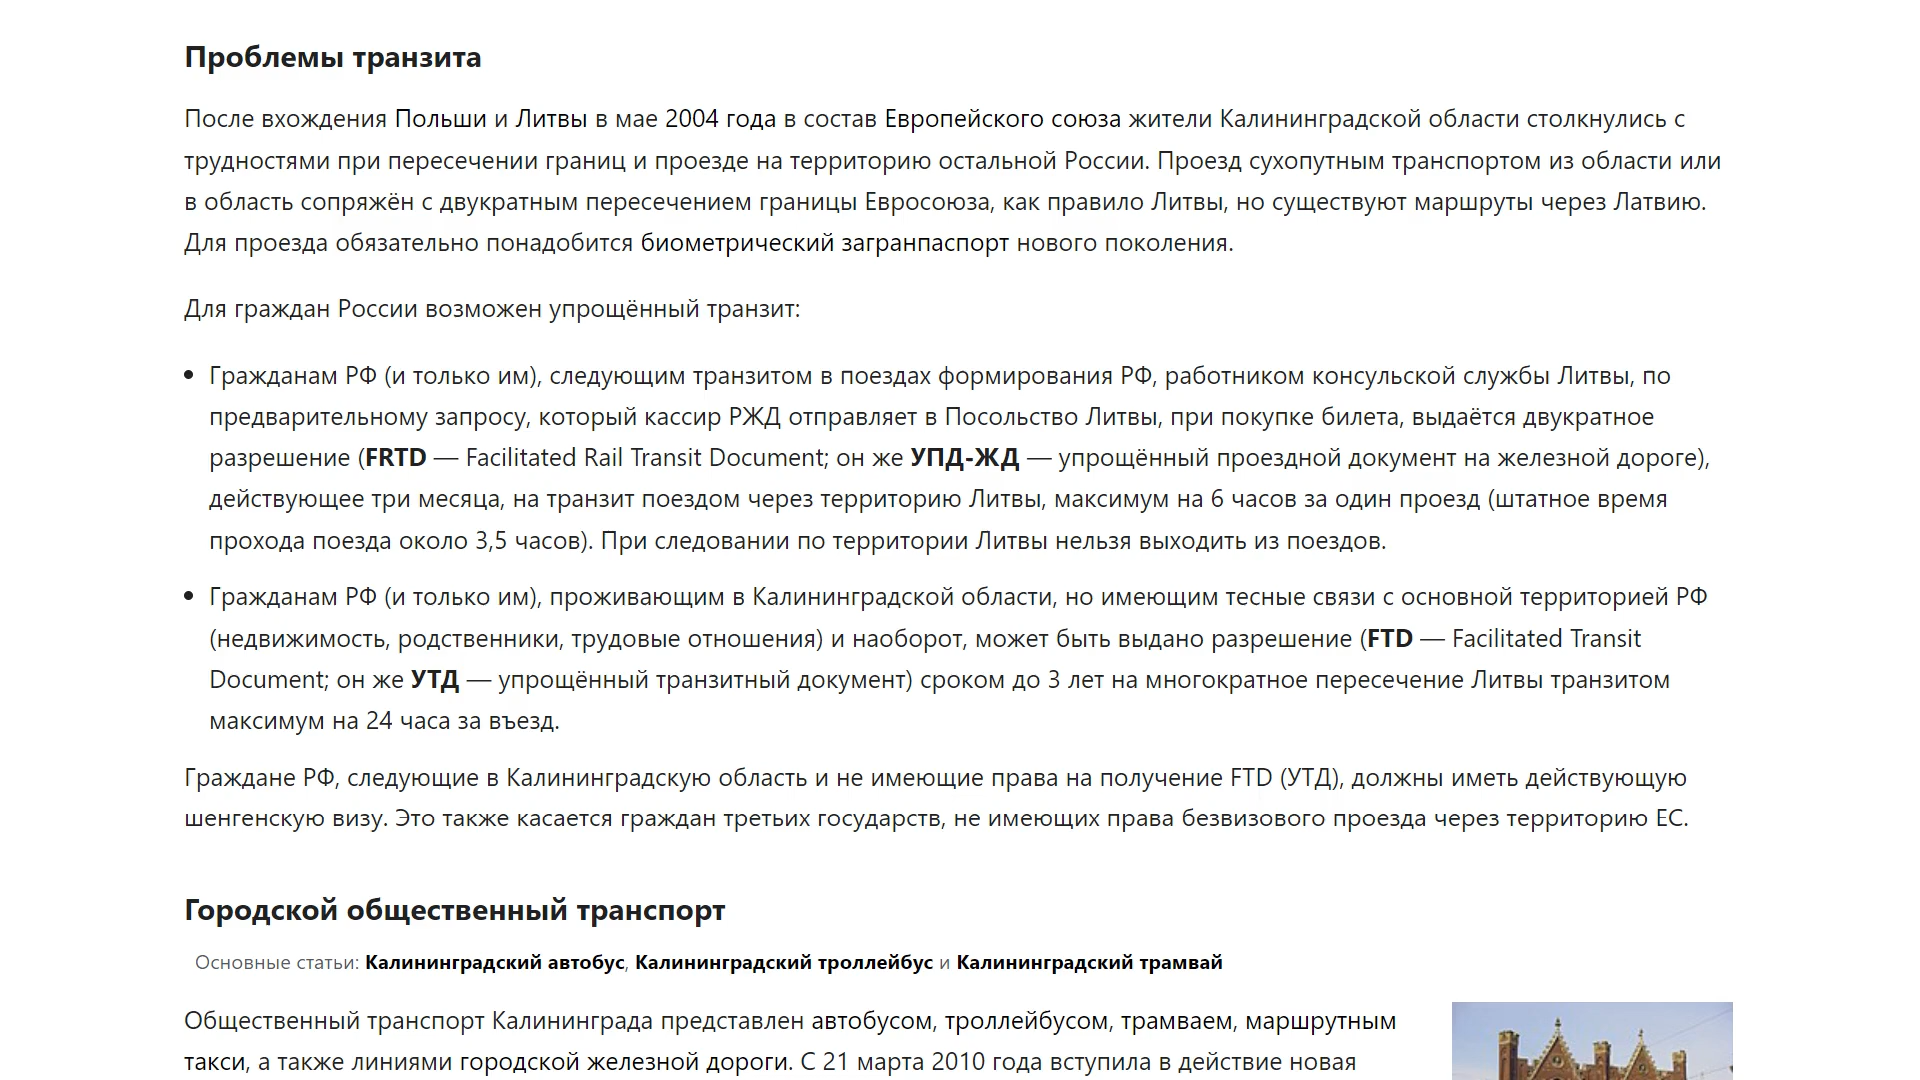 Проблемы транзита
После вхождения Польши и Литвы в мае 2004 года в состав Европейского союза жители Калининградской области столкнулись с
трудностями при пересечении границ и проезде на территорию остальной России. Проезд сухопутным транспортом из области или
в область сопряжён с двукратным пересечением границы Евросоюза, как правило Литвы, но существуют маршруты через Латвию.
Для проезда обязательно понадобится биометрический загранпаспорт нового поколения.
Для граждан России возможен упрощённый транзит:
• Гражданам РФ (и только им), следующим транзитом в поездах формирования РФ, работником консульской службы Литвы, по
предварительному запросу, который кассир РЖД отправляет в Посольство Литвы, при покупке билета, выдаётся двукратное
разрешение (FRTD — Facilitated Rail Transit Document; он же УПД-ЖД — упрощённый проездной документ на железной дороге),
действующее три месяца, на транзит поездом через территорию Литвы, максимум на 6 часов за один проезд (штатное время
прохода поезда около 3,5 часов). При следовании по территории Литвы нельзя выходить из поездов.
• Гражданам РФ (и только им), проживающим в Калининградской области, но имеющим тесные связи с основной территорией РФ
(недвижимость, родственники, трудовые отношения) и наоборот, может быть выдано разрешение (FTD — Facilitated Transit
Document; он же УТД — упрощённый транзитный документ) сроком до 3 лет на многократное пересечение Литвы транзитом
максимум на 24 часа за въезд.
Граждане РФ, следующие в Калининградскую область и не имеющие права на получение FTD (УТД), должны иметь действующую
шенгенскую визу. Это также касается граждан третьих государств, не имеющих права безвизового проезда через территорию ЕС.
Городской общественный транспорт
Основные статьи: Калининградский автобус, Калининградский троллейбус и Калининградский трамвай
Общественный транспорт Калининграда представлен автобусом, троллейбусом, трамваем, маршрутным
такси, а также линиями городской железной дороги. С 21 марта 2010 года вступила в действие новая